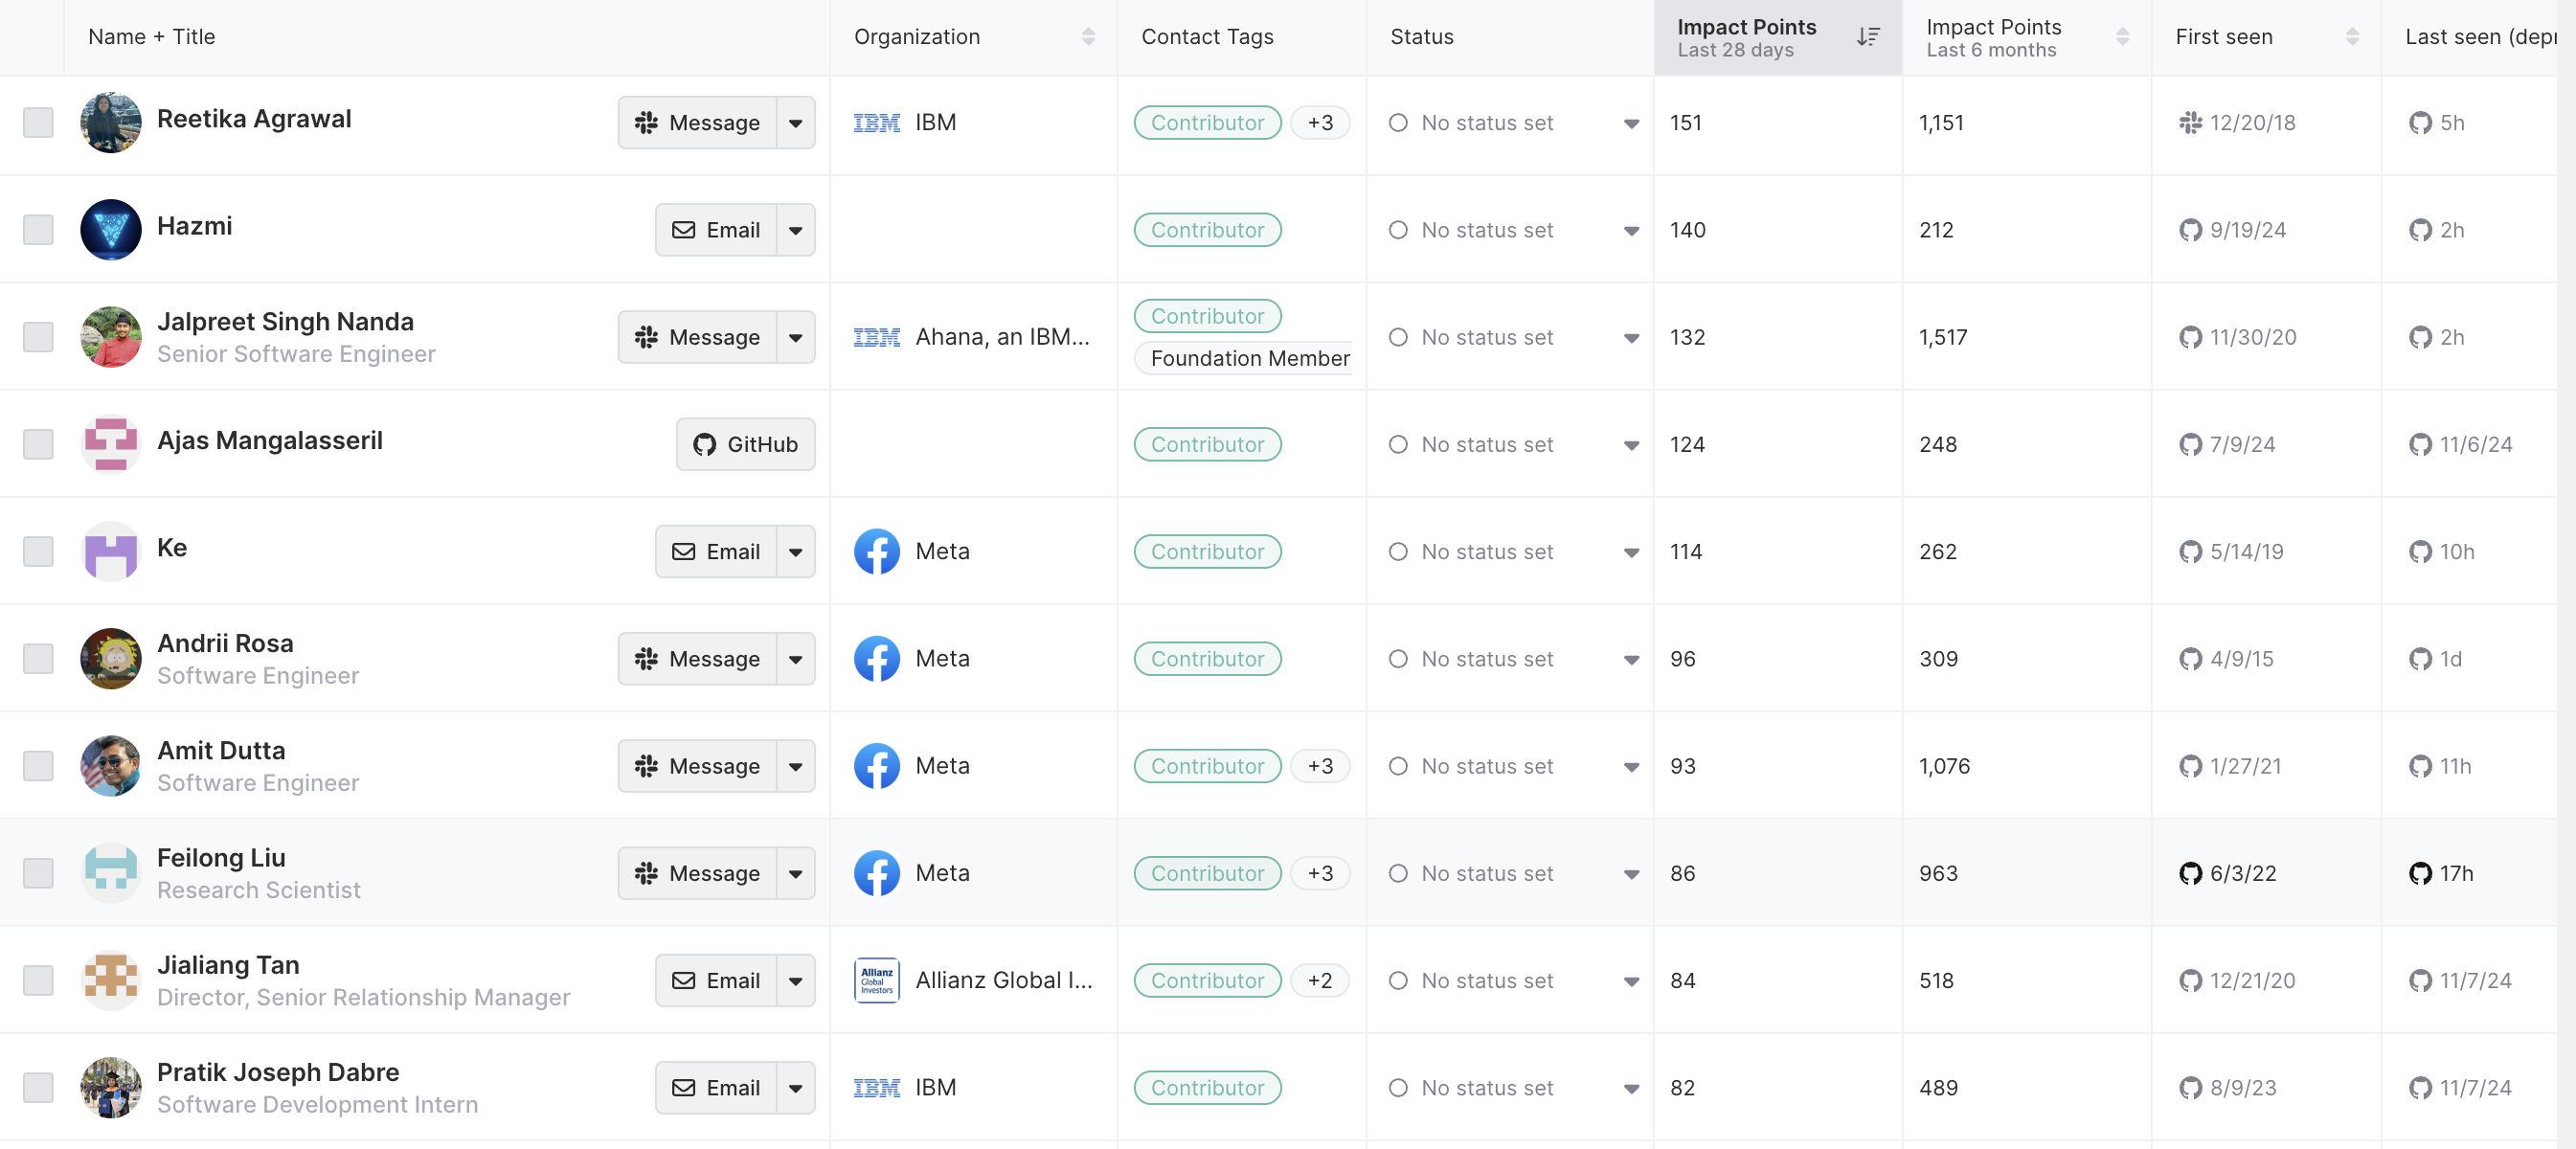 Name + Title Organization Contact Tags Status Impact Points Last 28 days Impact Points Last 6 months First seen Last seen (depr
Reetika Agrawal Message IBM IBM Contributor +3 No status set 151 1,151 12/20/18 5h
Hazmi Email Contributor No status set 140 212 9/19/24 2h
Jalpreet Singh Nanda Senior Software Engineer Message IBM Ahana, an IBM... Contributor Foundation Member No status set 132 1,517 11/30/20 2h
Ajas Mangalasseril GitHub Contributor No status set 124 248 7/9/24 11/6/24
Ke Email Meta Contributor No status set 114 262 5/14/19 10h
Andrii Rosa Software Engineer Message Meta Contributor No status set 96 309 4/9/15 1d
Amit Dutta Software Engineer Message Meta Contributor +3 No status set 93 1,076 1/27/21 11h
Feilong Liu Research Scientist Message Meta Contributor +3 No status set 86 963 6/3/22 17h
Jialiang Tan Director, Senior Relationship Manager Email Allianz Global Investors Allianz Global I... Contributor +2 No status set 84 518 12/21/20 11/7/24
Pratik Joseph Dabre Software Development Intern Email IBM IBM Contributor No status set 82 489 8/9/23 11/7/24